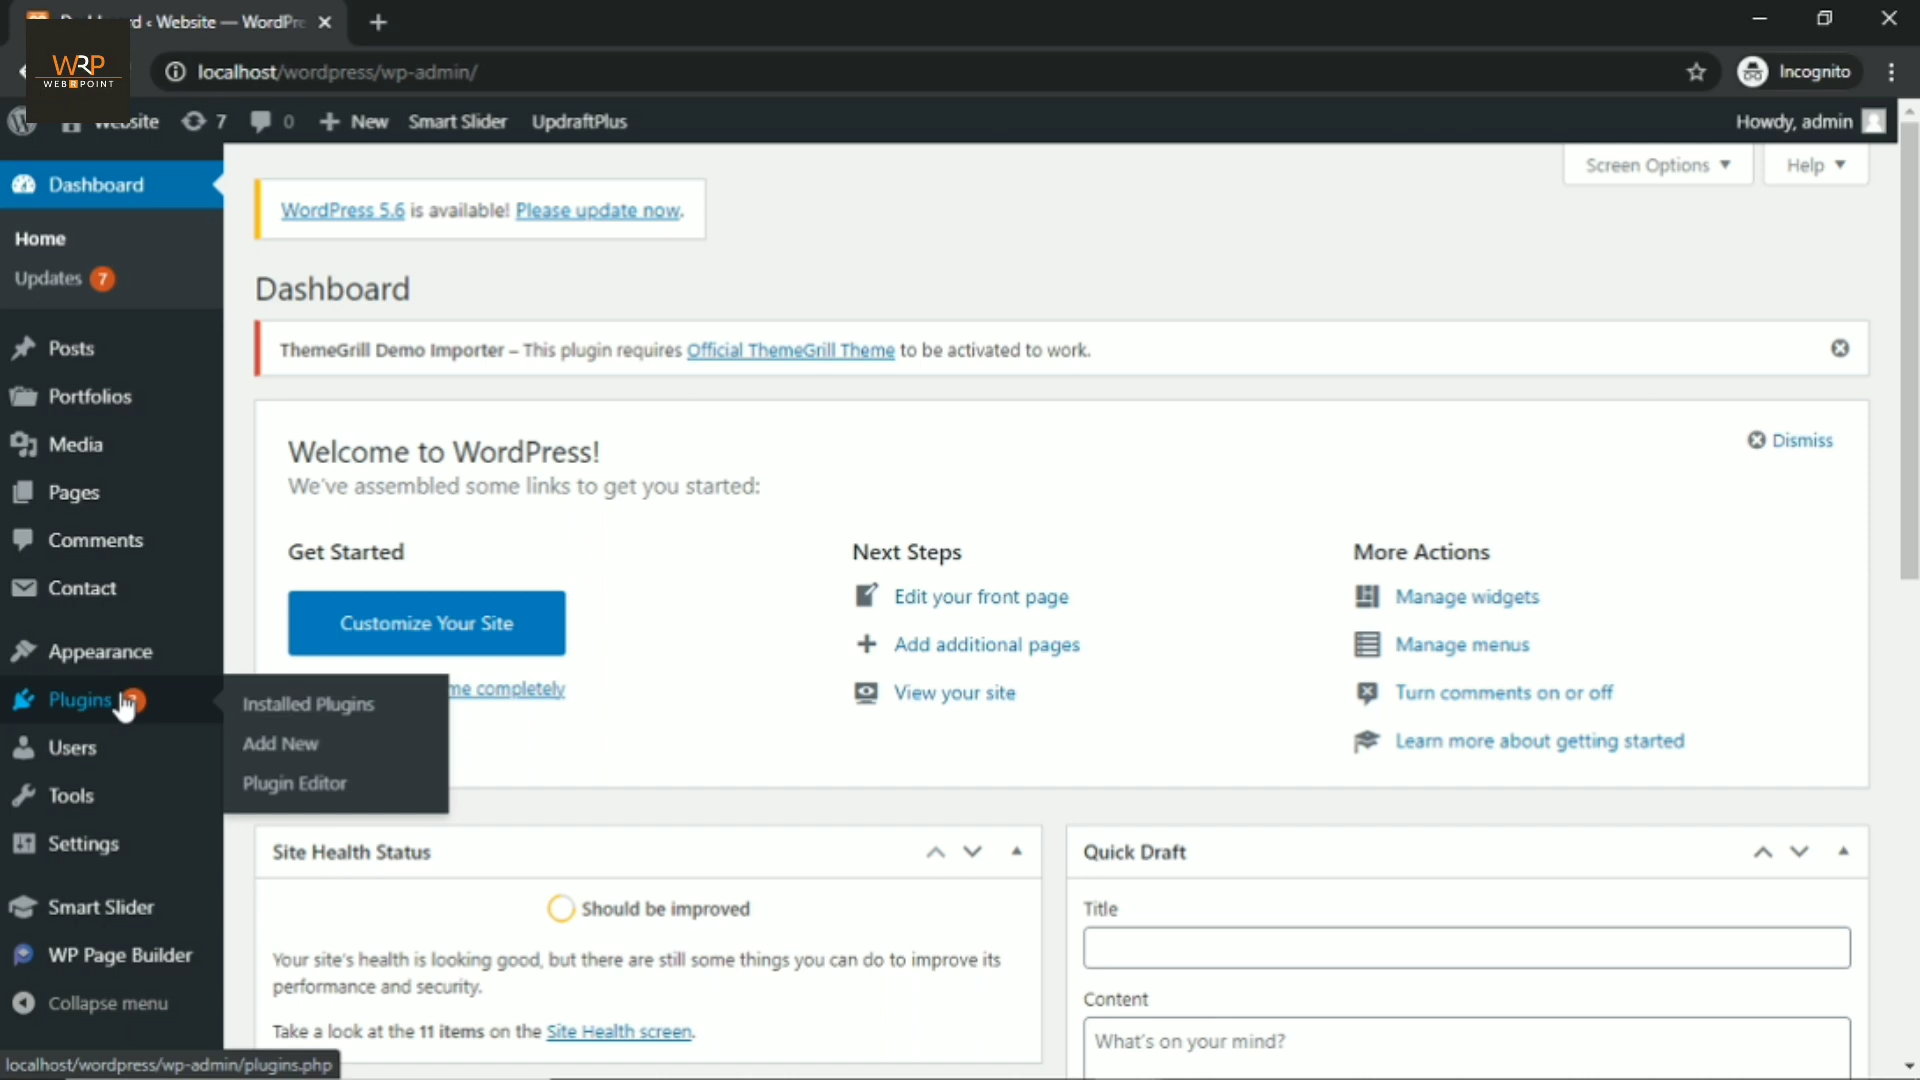 Website — WordPre
WRP
WEBRPOINT
localhost/wordpress/wp-admin/
Incognito
Website
7
0
New
Smart Slider
UpdraftPlus
Howdy, admin
Screen Options
Help
Dashboard
Home
Updates 7
Posts
Portfolios
Media
Pages
Comments
Contact
Appearance
Plugins
Users
Tools
Settings
Smart Slider
WP Page Builder
Collapse menu
Installed Plugins
Add New
Plugin Editor
WordPress 5.6 is available! Please update now.
Dashboard
ThemeGrill Demo Importer – This plugin requires Official ThemeGrill Theme to be activated to work.
Welcome to WordPress!
We've assembled some links to get you started:
Dismiss
Get Started
Customize Your Site
me completely
Next Steps
Edit your front page
Add additional pages
View your site
More Actions
Manage widgets
Manage menus
Turn comments on or off
Learn more about getting started
Site Health Status
Should be improved
Your site's health is looking good, but there are still some things you can do to improve its
performance and security.
Take a look at the 11 items on the Site Health screen.
Quick Draft
Title
Content
What's on your mind?
localhost/wordpress/wp-admin/plugins.php